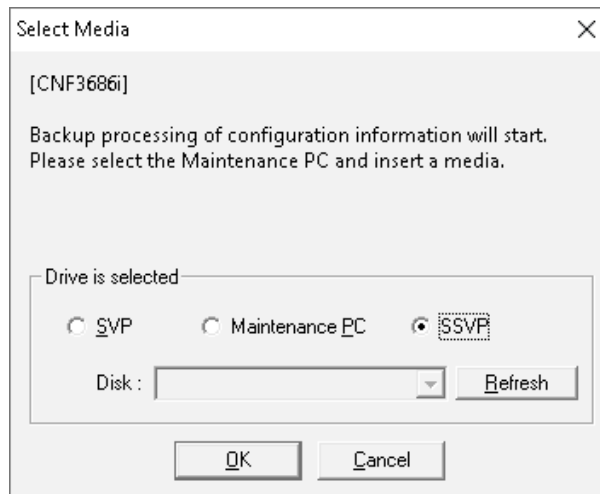 Select Media
[CNF3686i]
Backup processing of configuration information will start.
Please select the Maintenance PC and insert a media.
Drive is selected
SVP Maintenance PC SSVP
Disk : Refresh
OK Cancel